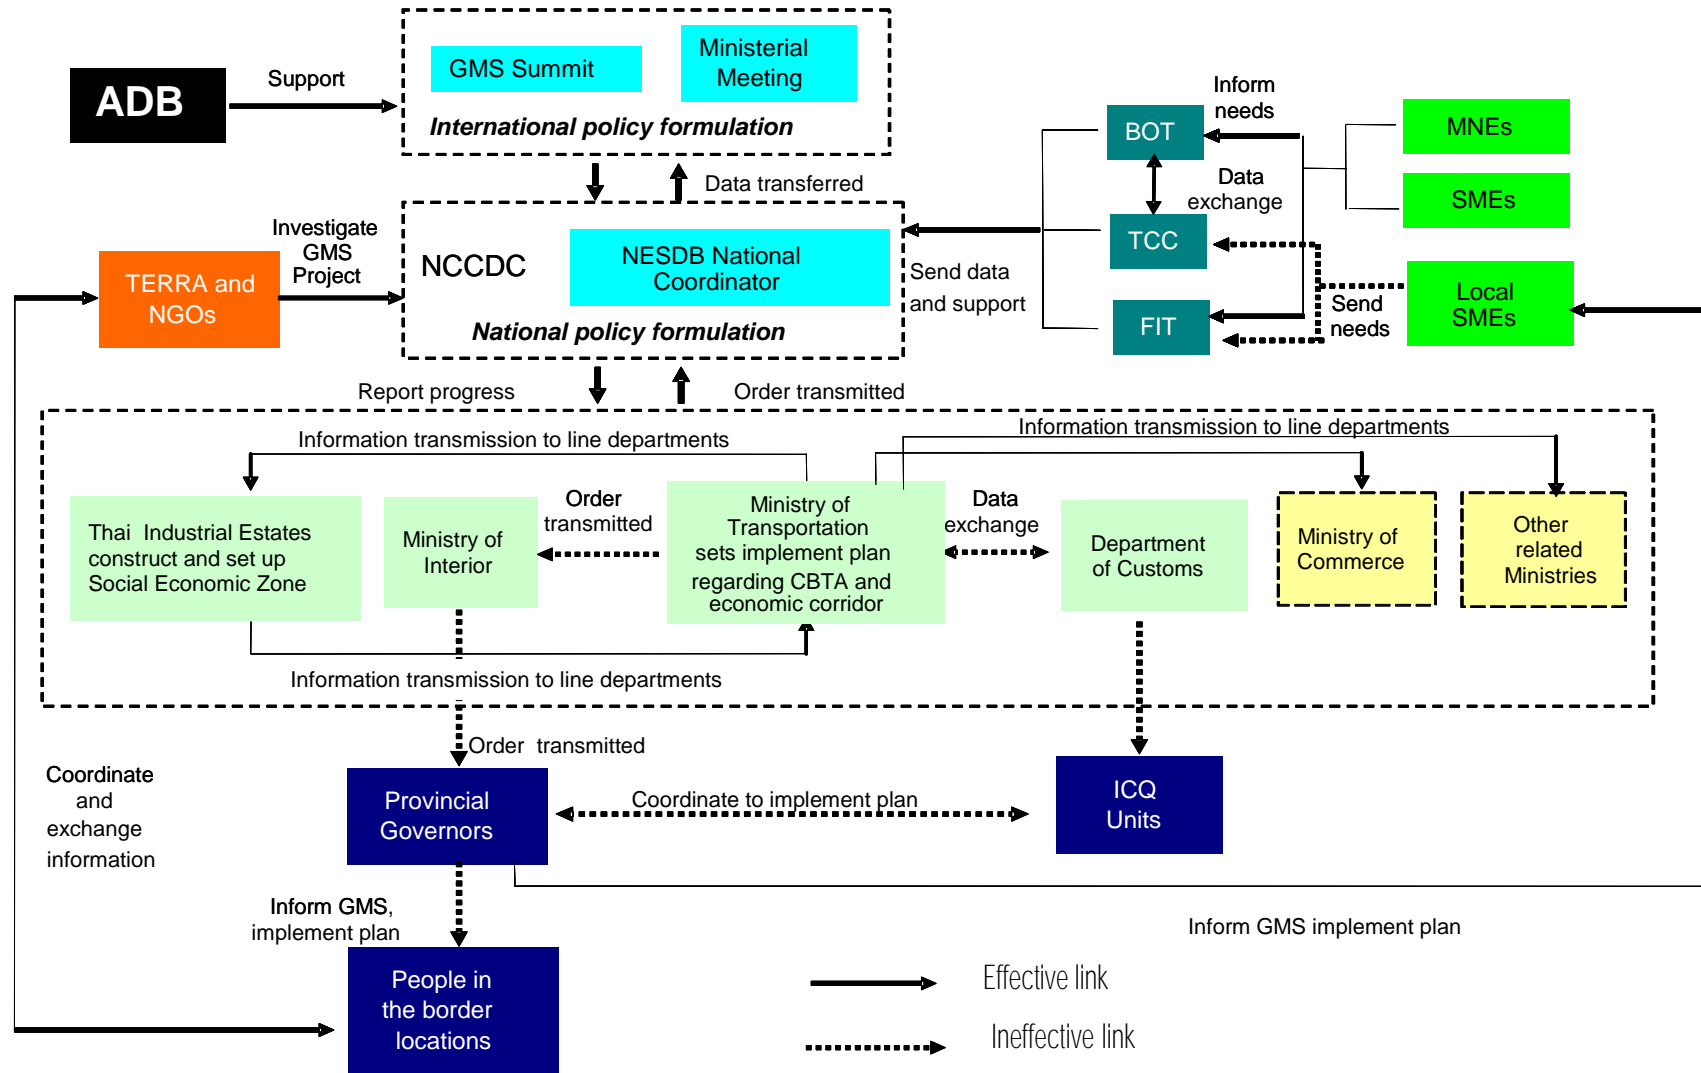 ADB
Support
GMS Summit
Ministerial
Meeting
International policy formulation
Data transferred
Investigate
GMS
Project
TERRA and
NGOs
NCCDC
NESDB National
Coordinator
National policy formulation
Send data
and support
BOT
TCC
FIT
Inform
needs
Data
exchange
Send
needs
MNEs
SMEs
Local
SMEs
Report progress
Order transmitted
Information transmission to line departments
Information transmission to line departments
Thai Industrial Estates
construct and set up
Social Economic Zone
Ministry of
Interior
Order
transmitted
Ministry of
Transportation
sets implement plan
regarding CBTA and
economic corridor
Data
exchange
Department
of Customs
Ministry of
Commerce
Other
related
Ministries
Information transmission to line departments
Order transmitted
Coordinate
and
exchange
information
Provincial
Governors
Coordinate to implement plan
ICQ
Units
Inform GMS,
implement plan
Inform GMS implement plan
People in
the border
locations
Effective link
Ineffective link